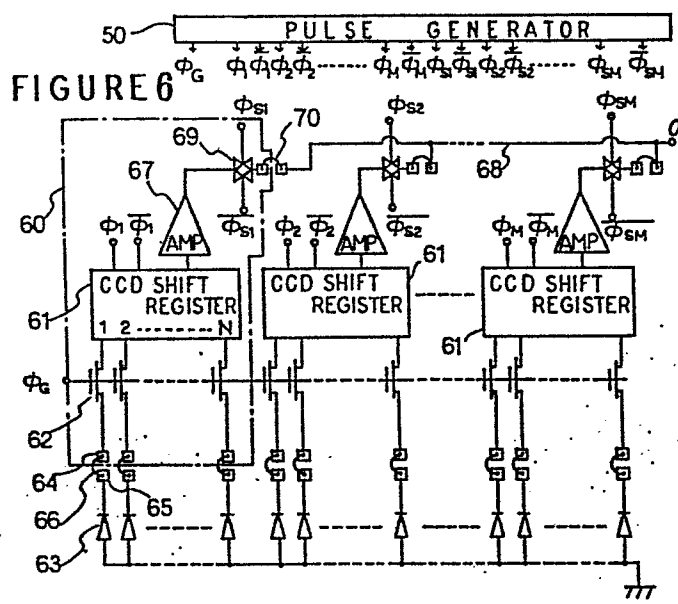 50 PULSE GENERATOR
ΦG Φ1 Φ̅1 Φ2 Φ̅2 ΦM Φ̅M ΦS1 Φ̅S1 ΦS2 Φ̅S2 ΦSM Φ̅SM
FIGURE 6
ΦS1 ΦS2 ΦSM
69 70 O
67 68
60
Φ̅S1 Φ̅S2 Φ̅SM
Φ1 Φ̅1 AMP Φ2 Φ̅2 AMP ΦM Φ̅M AMP
61
61 CCD SHIFT REGISTER CCD SHIFT REGISTER CCD SHIFT REGISTER
1 2 N
61
ΦG
62
64
66 65
63